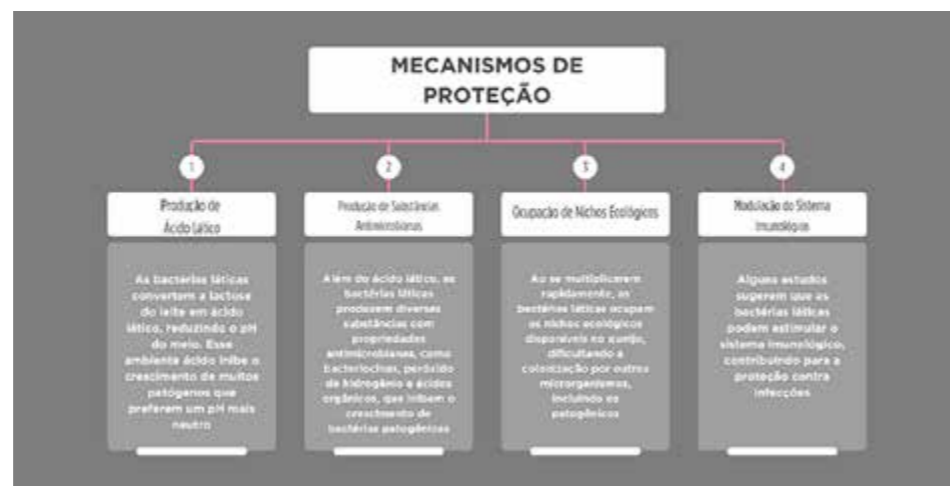 MECANISMOS DE
PROTEÇÃO
1
Produção de
Ácido Lático
As bactérias láticas
convertem a lactose
do leite em ácido
lático, reduzindo o pH
do meio. Esse
ambiente ácido inibe o
crescimento de muitos
patógenos que
preferem um pH mais
neutro
2
Produção de Substâncias
Antimicrobianas
Além do ácido lático, as
bactérias láticas
produzem diversas
substâncias com
propriedades
antimicrobianas, como
bacteriocinas, peróxido
de hidrogênio e ácidos
orgânicos, que inibem o
crescimento de
bactérias patogênicas
3
Ocupação de Nichos Ecológicos
Ao se multiplicarem
rapidamente, as
bactérias láticas ocupam
os nichos ecológicos
disponíveis no queijo,
dificultando a
colonização por outros
microrganismos,
incluindo os
patogênicos
4
Modulação do Sistema
Imunológico
Alguns estudos
sugerem que as
bactérias láticas
podem estimular o
sistema imunológico,
contribuindo para a
proteção contra
infecções